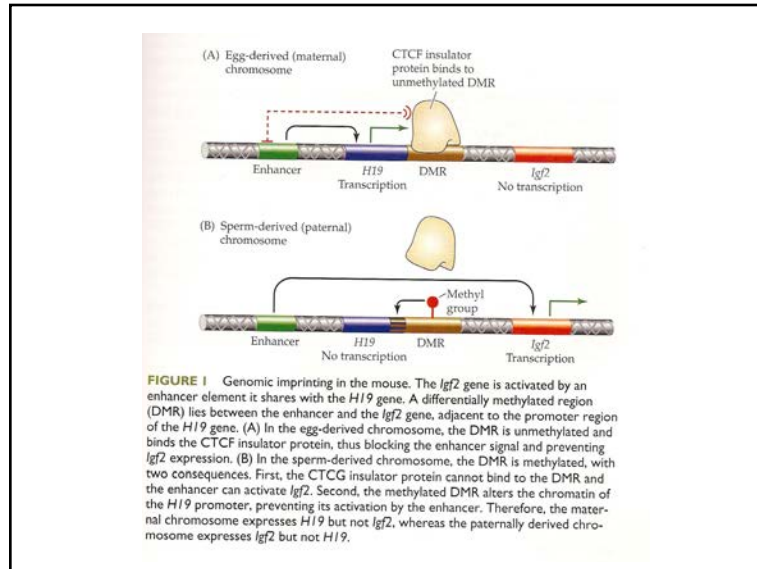 (A) Egg-derived (maternal)
chromosome
CTCF insulator
protein binds to
unmethylated DMR
Enhancer
H19
Transcription
DMR
Igf2
No transcription
(B) Sperm-derived (paternal)
chromosome
Methyl
group
Enhancer
H19
No transcription
DMR
Igf2
Transcription
FIGURE 1 Genomic imprinting in the mouse. The Igf2 gene is activated by an
enhancer element it shares with the H19 gene. A differentially methylated region
(DMR) lies between the enhancer and the Igf2 gene, adjacent to the promoter region
of the H19 gene. (A) In the egg-derived chromosome, the DMR is unmethylated and
binds the CTCF insulator protein, thus blocking the enhancer signal and preventing
Igf2 expression. (B) In the sperm-derived chromosome, the DMR is methylated, with
two consequences. First, the CTCG insulator protein cannot bind to the DMR and
the enhancer can activate Igf2. Second, the methylated DMR alters the chromatin of
the H19 promoter, preventing its activation by the enhancer. Therefore, the mater-
nal chromosome expresses H19 but not Igf2, whereas the paternally derived chro-
mosome expresses Igf2 but not H19.